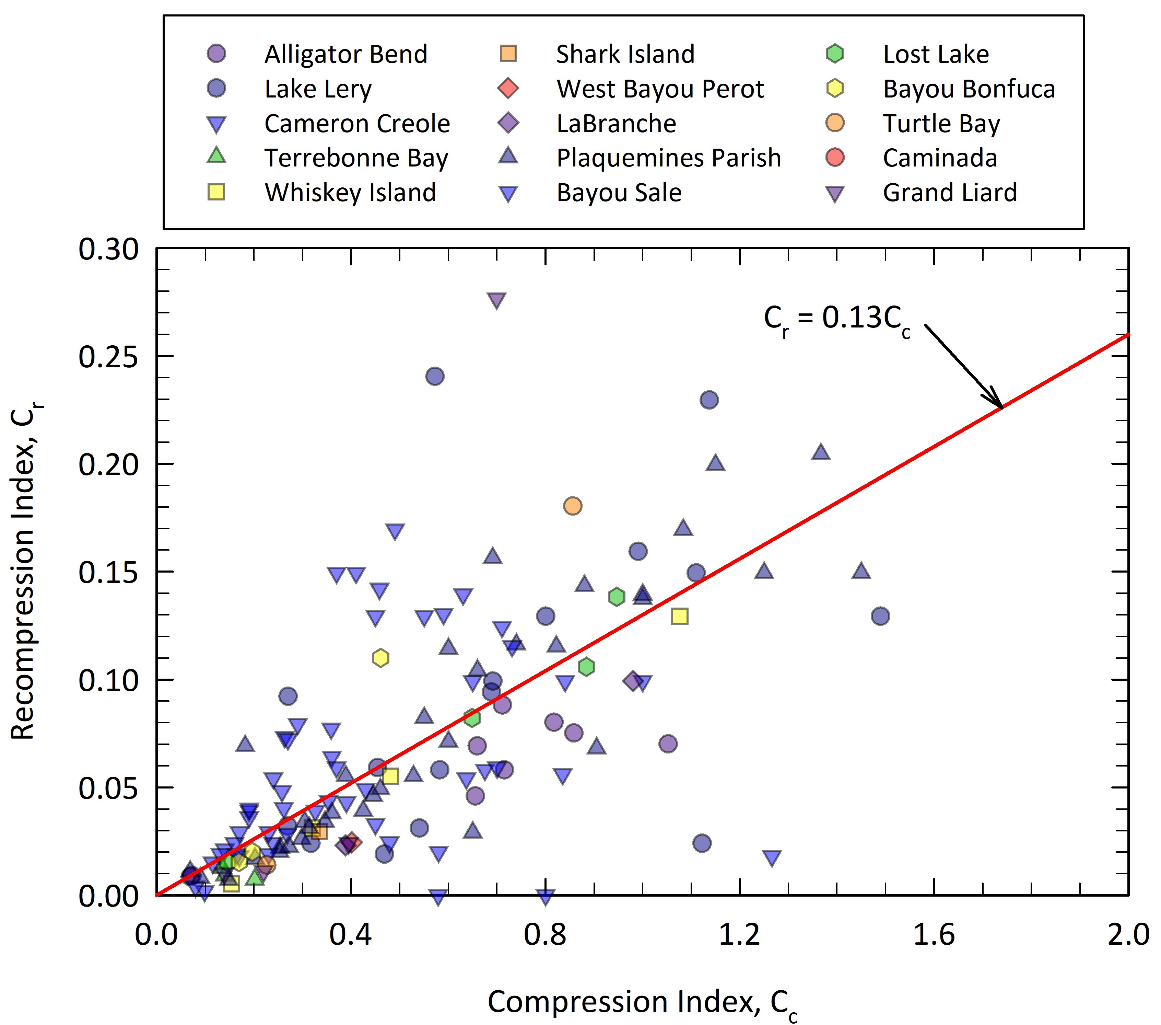 Alligator Bend
Lake Lery
Cameron Creole
Terrebonne Bay
Whiskey Island
Shark Island
West Bayou Perot
LaBranche
Plaquemines Parish
Bayou Sale
Lost Lake
Bayou Bonfuca
Turtle Bay
Caminada
Grand Liard
0.30
0.25
0.20
0.15
0.10
0.05
0.00
Recompression Index, Cr
Cr = 0.13Cc
0.0 0.4 0.8 1.2 1.6 2.0
Compression Index, Cc